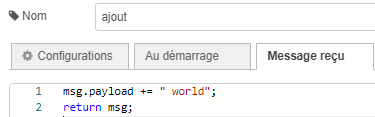 Nom
ajout
Configurations
Au démarrage
Message reçu
1 msg.payload += " world";
2 return msg;